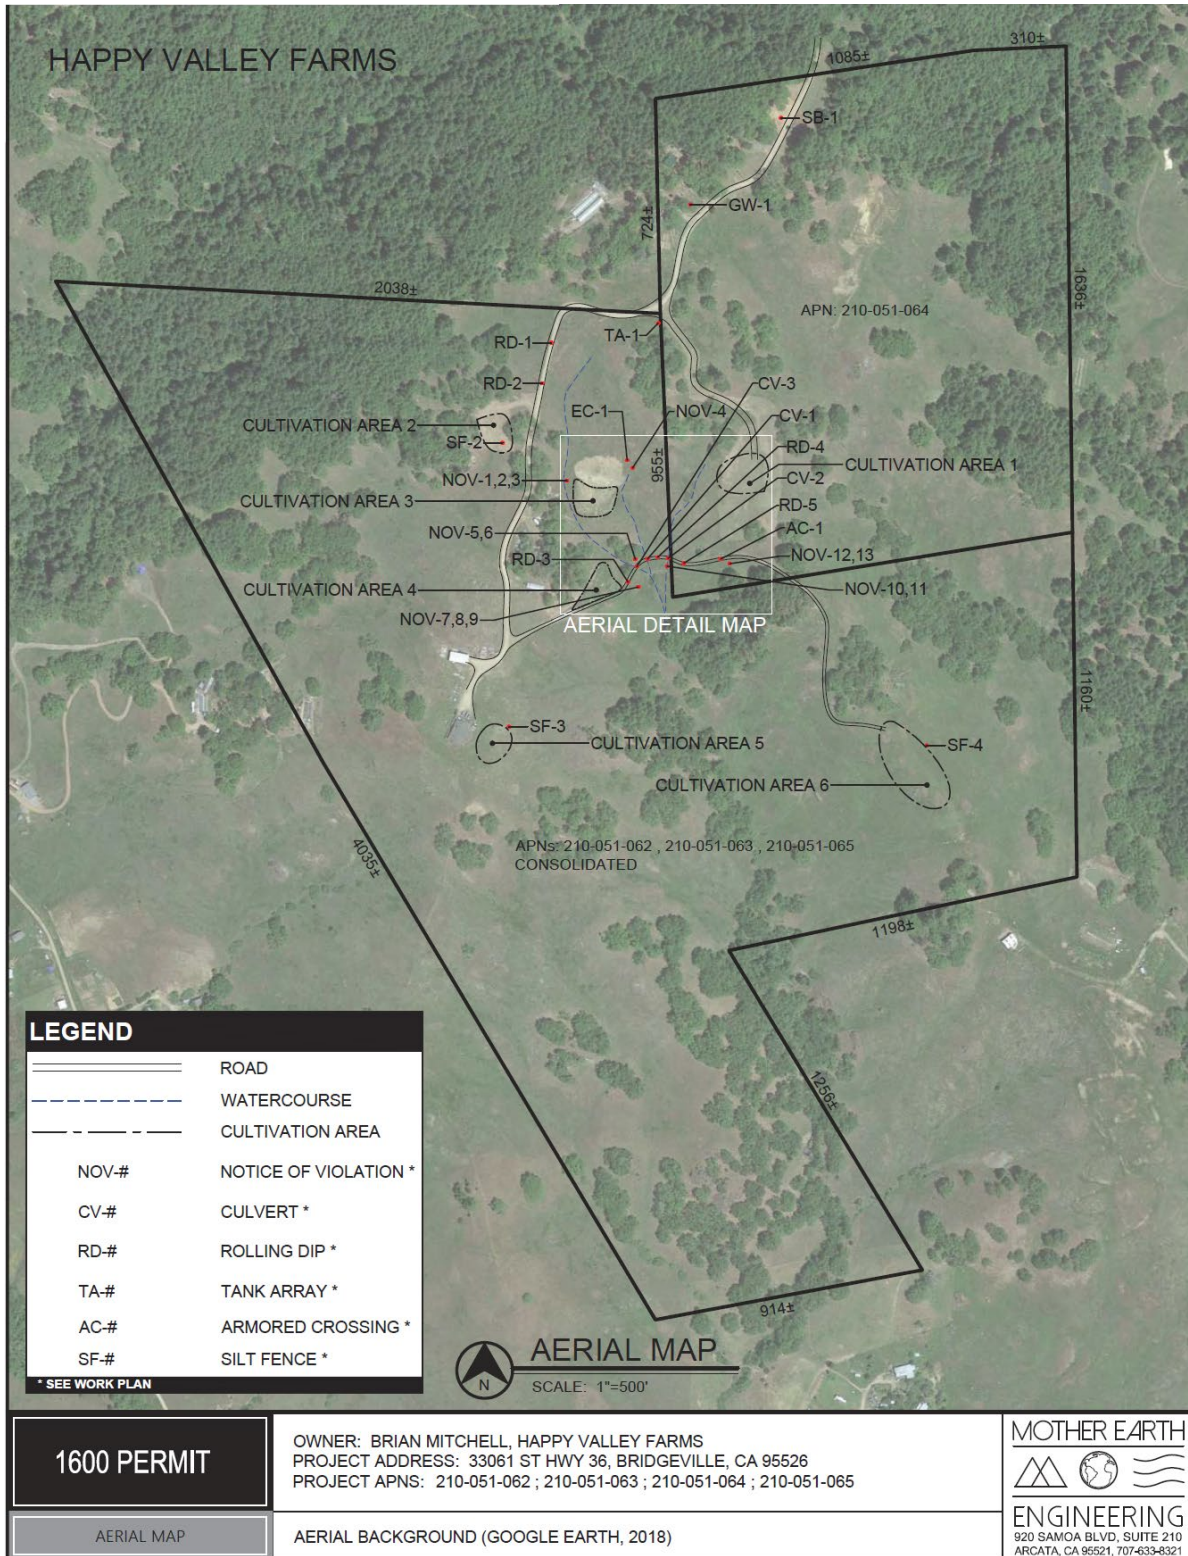 HAPPY VALLEY FARMS
310±
1085±
SB-1
GW-1
724±
2038±
1636±
APN: 210-051-064
TA-1
RD-1
RD-2
CV-3
EC-1
NOV-4
CV-1
CULTIVATION AREA 2
SF-2
RD-4
955±
CULTIVATION AREA 1
NOV-1,2,3
CV-2
CULTIVATION AREA 3
RD-5
NOV-5,6
AC-1
RD-3
NOV-12,13
CULTIVATION AREA 4
NOV-10,11
NOV-7,8,9
AERIAL DETAIL MAP
1160±
SF-3
CULTIVATION AREA 5
SF-4
CULTIVATION AREA 6
4035±
APNs: 210-051-062 , 210-051-063 , 210-051-065
CONSOLIDATED
1198±
1256±
914±
LEGEND
ROAD
WATERCOURSE
CULTIVATION AREA
NOV-# NOTICE OF VIOLATION *
CV-# CULVERT *
RD-# ROLLING DIP *
TA-# TANK ARRAY *
AC-# ARMORED CROSSING *
SF-# SILT FENCE *
* SEE WORK PLAN
N
AERIAL MAP
SCALE: 1"=500'
1600 PERMIT
OWNER: BRIAN MITCHELL, HAPPY VALLEY FARMS
PROJECT ADDRESS: 33061 ST HWY 36, BRIDGEVILLE, CA 95526
PROJECT APNS: 210-051-062 ; 210-051-063 ; 210-051-064 ; 210-051-065
AERIAL MAP
AERIAL BACKGROUND (GOOGLE EARTH, 2018)
MOTHER EARTH
ENGINEERING
920 SAMOA BLVD, SUITE 210
ARCATA, CA 95521, 707-633-8321